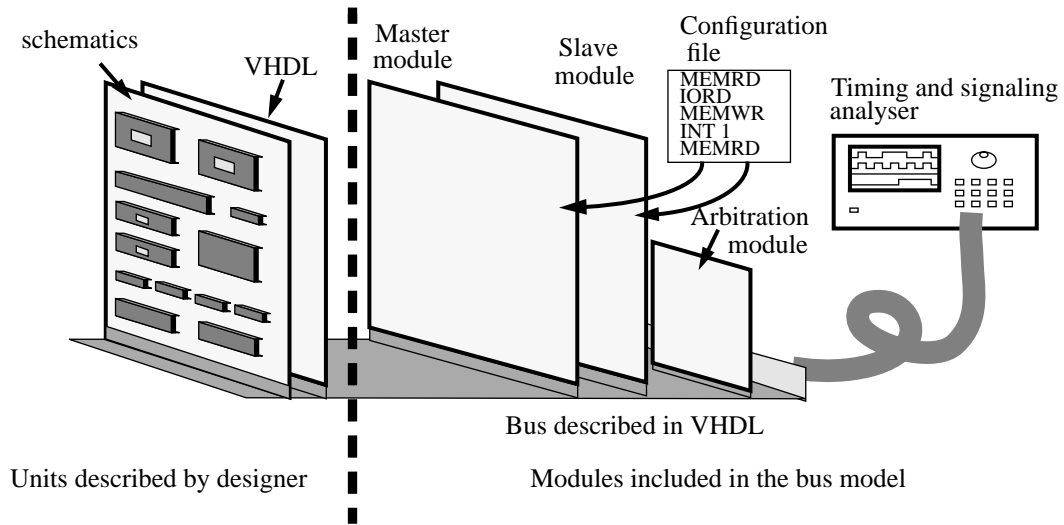 schematics
VHDL
Master
module
Slave
module
Configuration
file
MEMRD
IORD
MEMWR
INT 1
MEMRD
Timing and signaling
analyser
Arbitration
module
Bus described in VHDL
Units described by designer
Modules included in the bus model